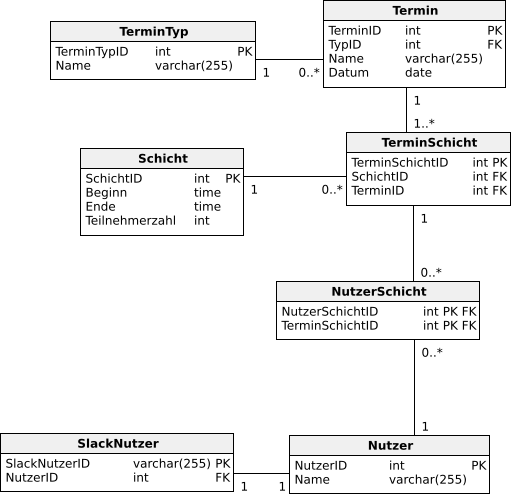 Termin
TerminID int PK
TypID int FK
Name varchar(255)
Datum date
TerminTyp
TerminTypID int PK
Name varchar(255)
1 0..*
1
1..*
TerminSchicht
TerminSchichtID int PK
SchichtID int FK
TerminID int FK
Schicht
SchichtID int PK
Beginn time
Ende time
Teilnehmerzahl int
1 0..*
1
0..*
NutzerSchicht
NutzerSchichtID int PK FK
TerminSchichtID int PK FK
0..*
1
SlackNutzer
SlackNutzerID varchar(255) PK
NutzerID int FK
1 1
Nutzer
NutzerID int PK
Name varchar(255)